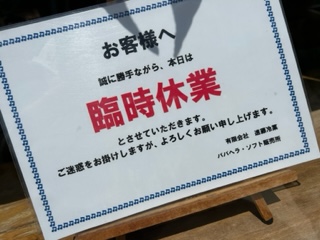 お客様へ
誠に勝手ながら、本日は
臨時休業
とさせていただきます。
ご迷惑をお掛けしますが、よろしくお願い申し上げます。
有限会社 進藤冷菓
ババヘラ・ソフト販売所